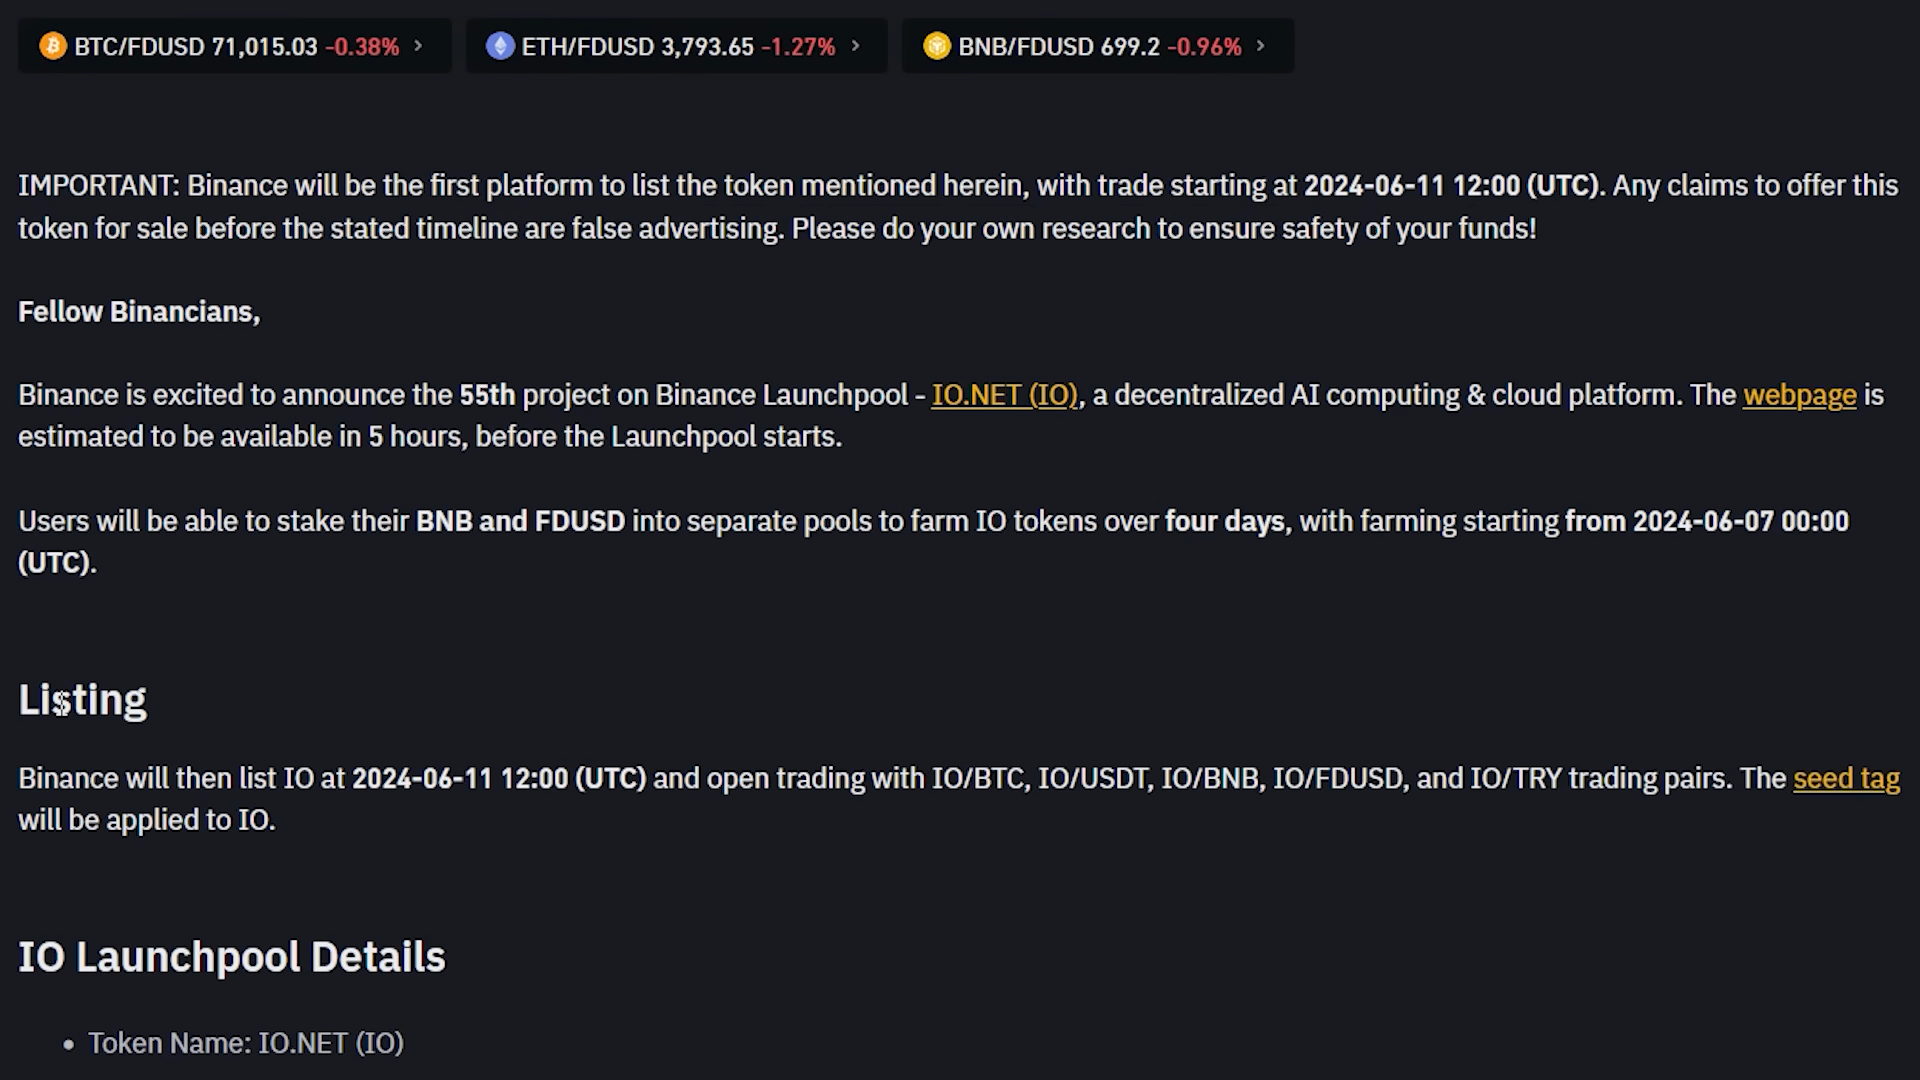 BTC/FDUSD 71,015.03 -0.38% > ETH/FDUSD 3,793.65 -1.27% > BNB/FDUSD 699.2 -0.96% >
IMPORTANT: Binance will be the first platform to list the token mentioned herein, with trade starting at 2024-06-11 12:00 (UTC). Any claims to offer this
token for sale before the stated timeline are false advertising. Please do your own research to ensure safety of your funds!
Fellow Binancians,
Binance is excited to announce the 55th project on Binance Launchpool - IO.NET (IO), a decentralized AI computing & cloud platform. The webpage is
estimated to be available in 5 hours, before the Launchpool starts.
Users will be able to stake their BNB and FDUSD into separate pools to farm IO tokens over four days, with farming starting from 2024-06-07 00:00
(UTC).
Listing
Binance will then list IO at 2024-06-11 12:00 (UTC) and open trading with IO/BTC, IO/USDT, IO/BNB, IO/FDUSD, and IO/TRY trading pairs. The seed tag
will be applied to IO.
IO Launchpool Details
• Token Name: IO.NET (IO)